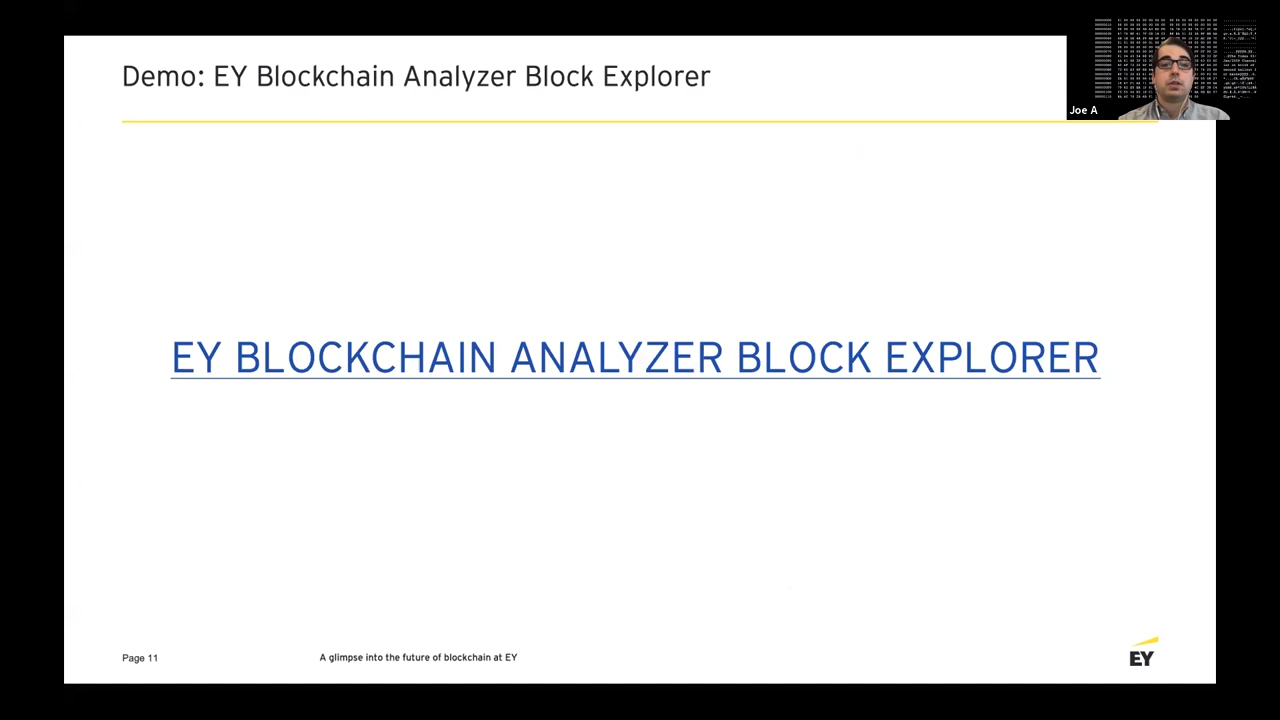 Demo: EY Blockchain Analyzer Block Explorer
Joe A
EY BLOCKCHAIN ANALYZER BLOCK EXPLORER
Page 11
A glimpse into the future of blockchain at EY
EY